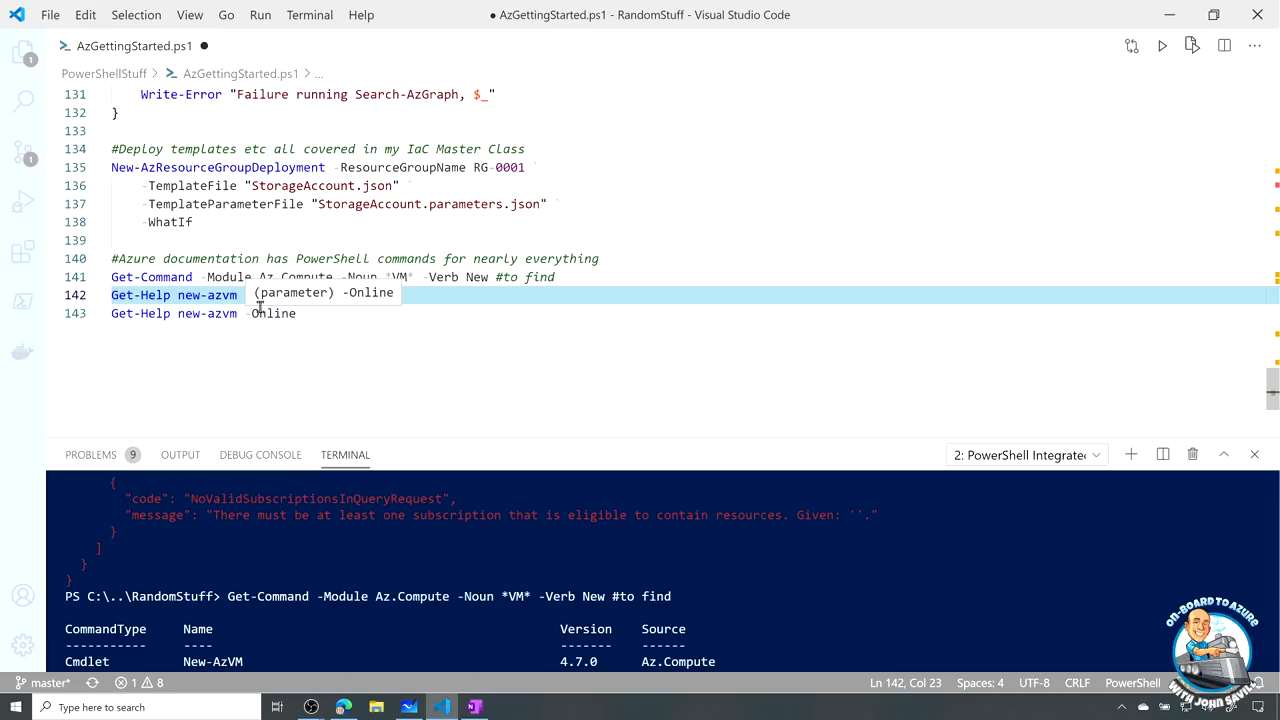 File Edit Selection View Go Run Terminal Help
● AzGettingStarted.ps1 - RandomStuff - Visual Studio Code
AzGettingStarted.ps1 ●
PowerShellStuff > AzGettingStarted.ps1 > ...
131 Write-Error "Failure running Search-AzGraph, $_"
132 }
133
134 #Deploy templates etc all covered in my IaC Master Class
135 New-AzResourceGroupDeployment -ResourceGroupName RG-0001 `
136 -TemplateFile "StorageAccount.json" `
137 -TemplateParameterFile "StorageAccount.parameters.json" `
138 -WhatIf
139
140 #Azure documentation has PowerShell commands for nearly everything
141 Get-Command -Module Az.Compute -Noun *VM* -Verb New #to find
142 Get-Help new-azvm
(parameter) -Online
143 Get-Help new-azvm -Online
PROBLEMS 9 OUTPUT DEBUG CONSOLE TERMINAL
2: PowerShell Integrate
{
"code": "NoValidSubscriptionsInQueryRequest",
"message": "There must be at least one subscription that is eligible to contain resources. Given: ''."
}
]
}
}
PS C:\..\RandomStuff> Get-Command -Module Az.Compute -Noun *VM* -Verb New #to find
CommandType Name Version Source
----------- ---- ------- ------
Cmdlet New-AzVM 4.7.0 Az.Compute
master* 1 8
Ln 142, Col 23 Spaces: 4 UTF-8 CRLF PowerShell
Type here to search
1
1
ON-BOARD TO AZURE
WITH JOHN SAVILL